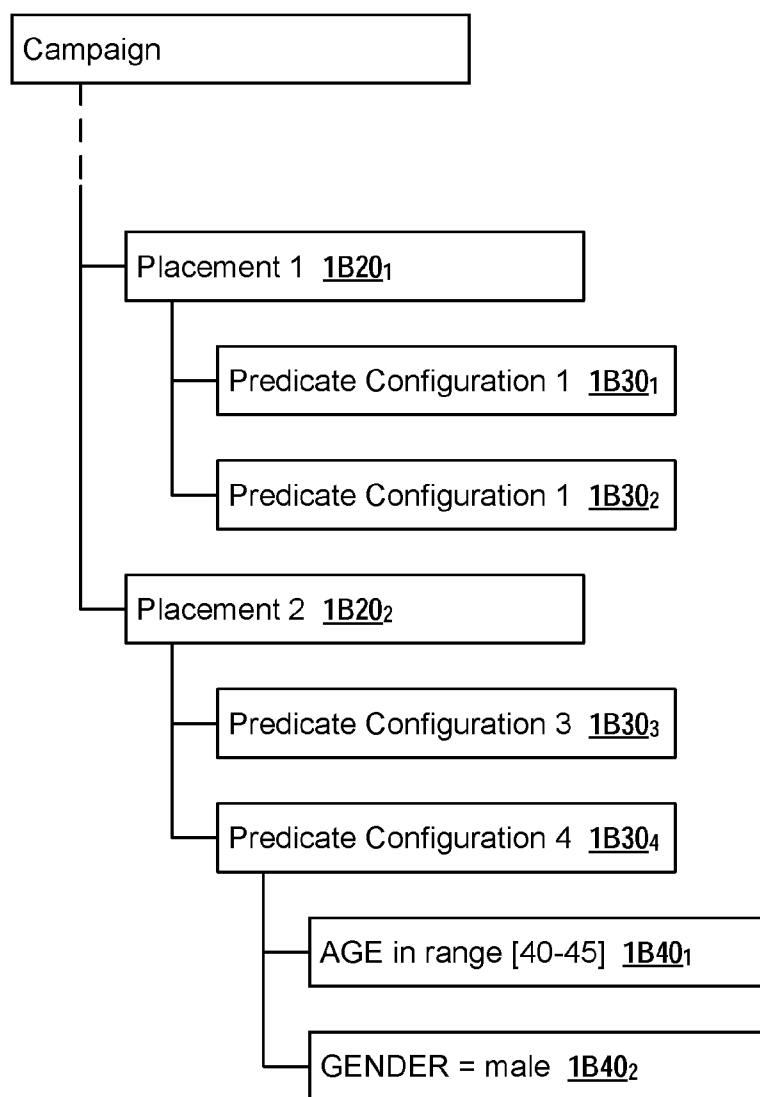 Campaign
Placement 1 1B20₁
Predicate Configuration 1 1B30₁
Predicate Configuration 1 1B30₂
Placement 2 1B20₂
Predicate Configuration 3 1B30₃
Predicate Configuration 4 1B30₄
AGE in range [40-45] 1B40₁
GENDER = male 1B40₂